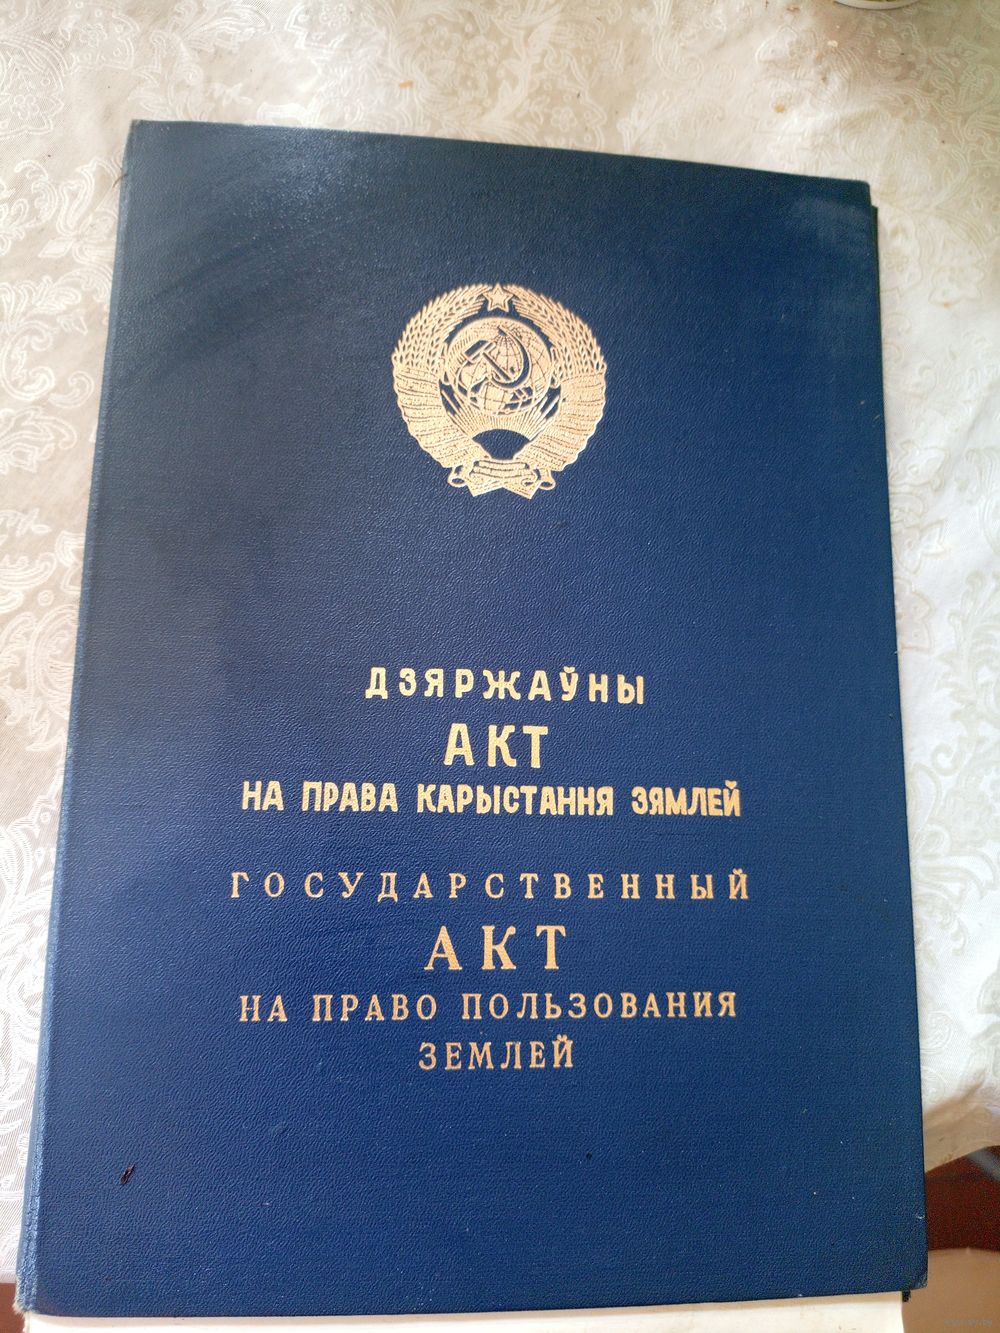 ДЗЯРЖАЎНЫ
АКТ
НА ПРАВА КАРЫСТАННЯ ЗЯМЛЕЙ
ГОСУДАРСТВЕННЫЙ
АКТ
НА ПРАВО ПОЛЬЗОВАНИЯ
ЗЕМЛЕЙ